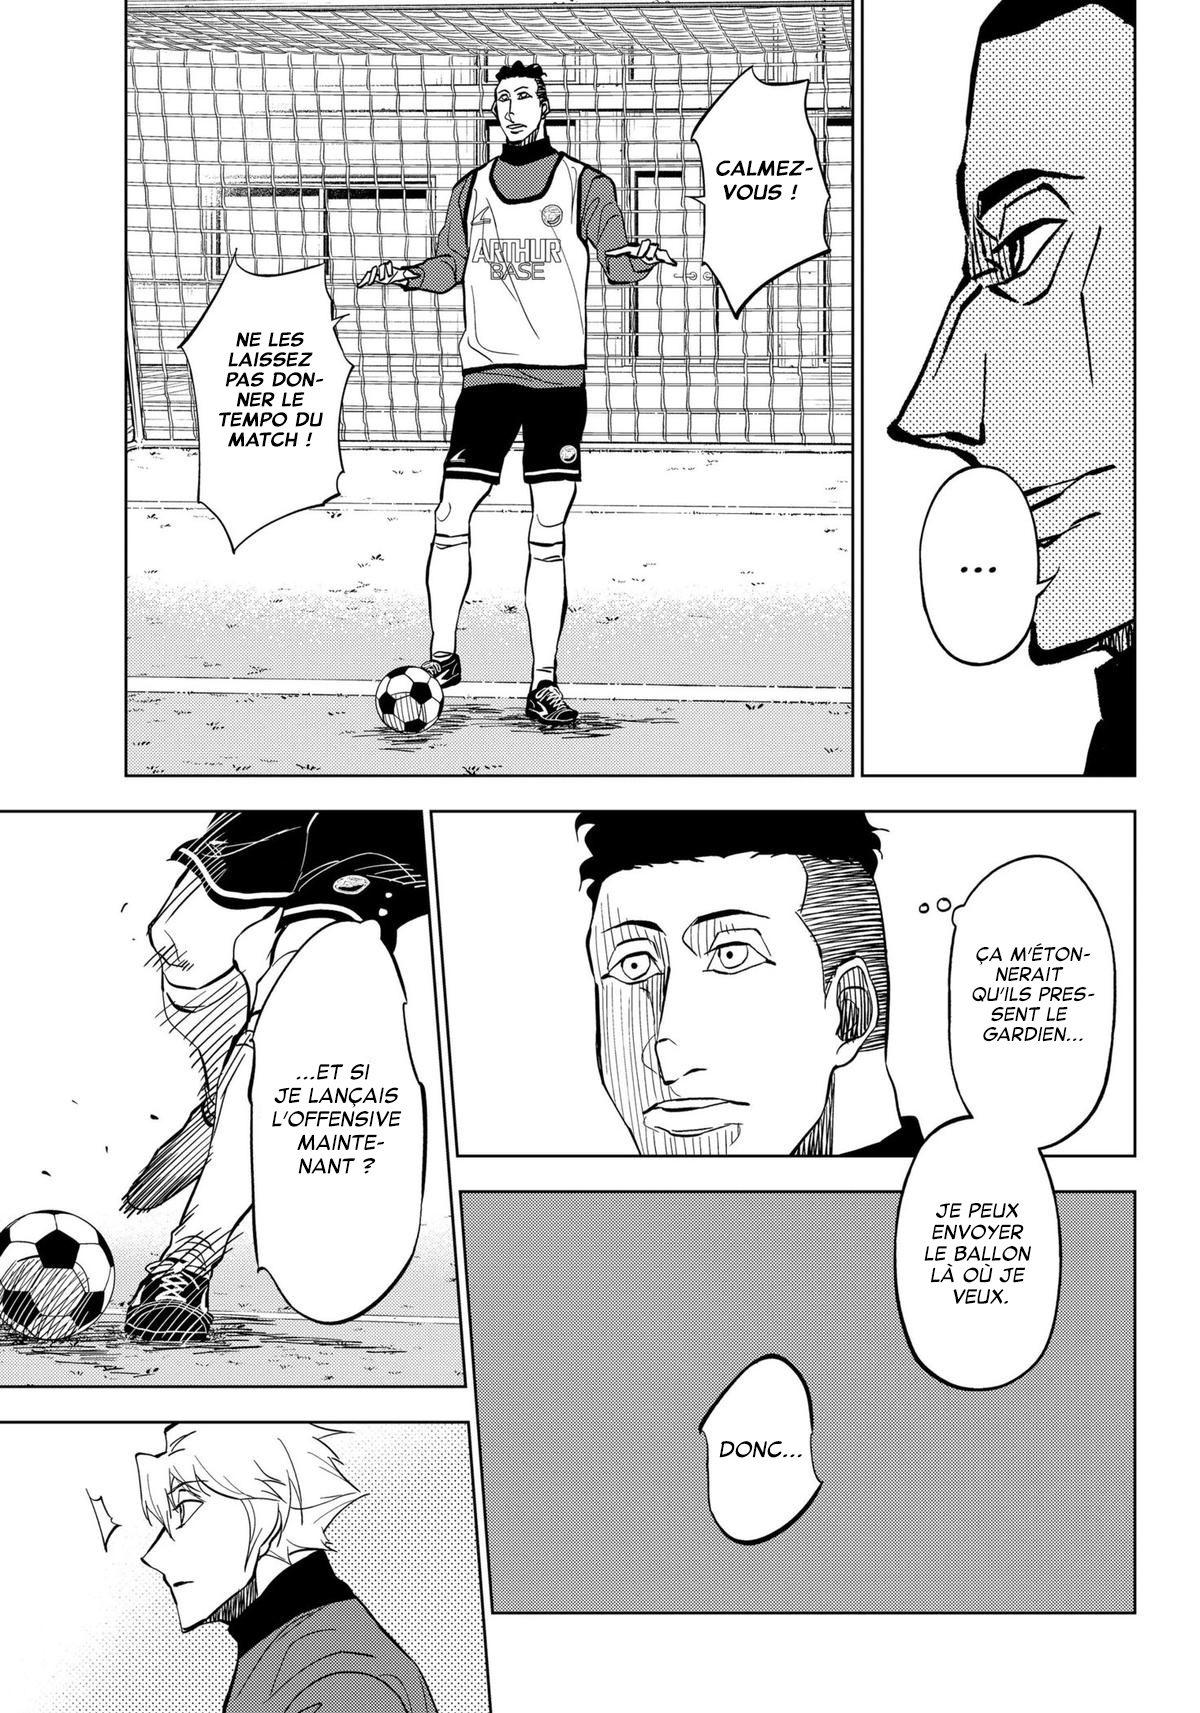 ...
CALMEZ-
VOUS !
ARTHUR
BASE
NE LES
LAISSEZ
PAS DON-
NER LE
TEMPO DU
MATCH !
ÇA M'ÉTON-
NERAIT
QU'ILS PRES-
SENT LE
GARDIEN...
JE PEUX
ENVOYER
LE BALLON
LÀ OÙ JE
VEUX.
...ET SI
JE LANÇAIS
L'OFFENSIVE
MAINTE-
NANT ?
DONC...